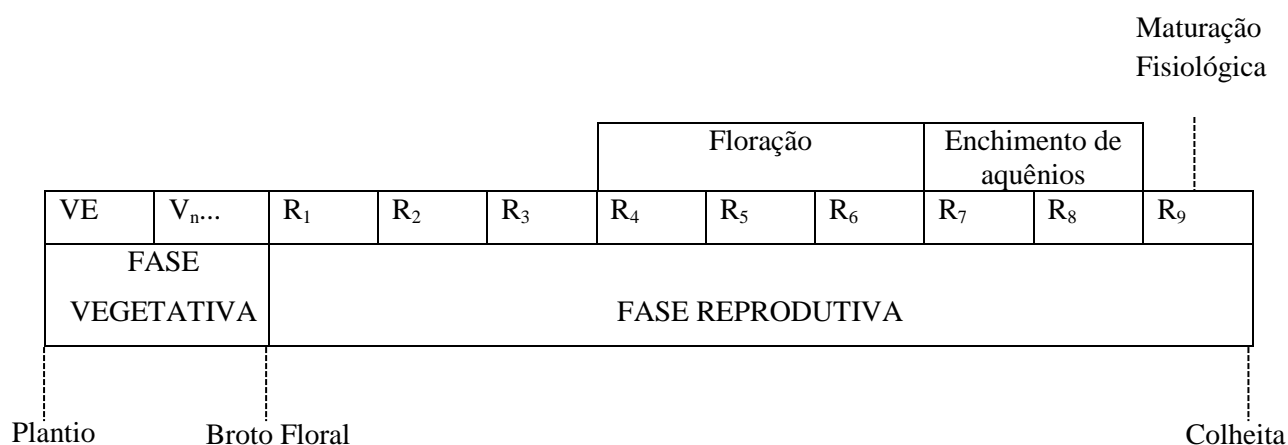 Maturação
Fisiológica
Floração
Enchimento de
aquênios
VE
Vₙ...
R₁
R₂
R₃
R₄
R₅
R₆
R₇
R₈
R₉
FASE
VEGETATIVA
FASE REPRODUTIVA
Plantio
Broto Floral
Colheita